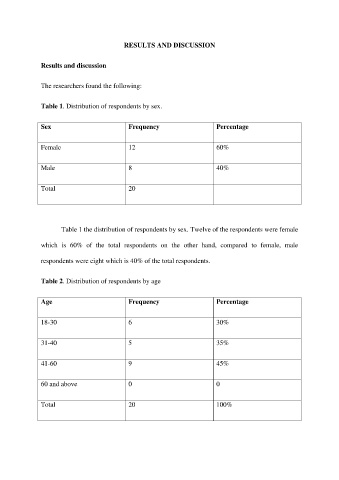 RESULTS AND DISCUSSION
Results and discussion
The researchers found the following:
Table 1. Distribution of respondents by sex.
Sex Frequency Percentage
Female 12 60%
Male 8 40%
Total 20
Table 1 the distribution of respondents by sex. Twelve of the respondents were female
which is 60% of the total respondents on the other hand, compared to female, male
respondents were eight which is 40% of the total respondents.
Table 2. Distribution of respondents by age
Age Frequency Percentage
18-30 6 30%
31-40 5 35%
41-60 9 45%
60 and above 0 0
Total 20 100%